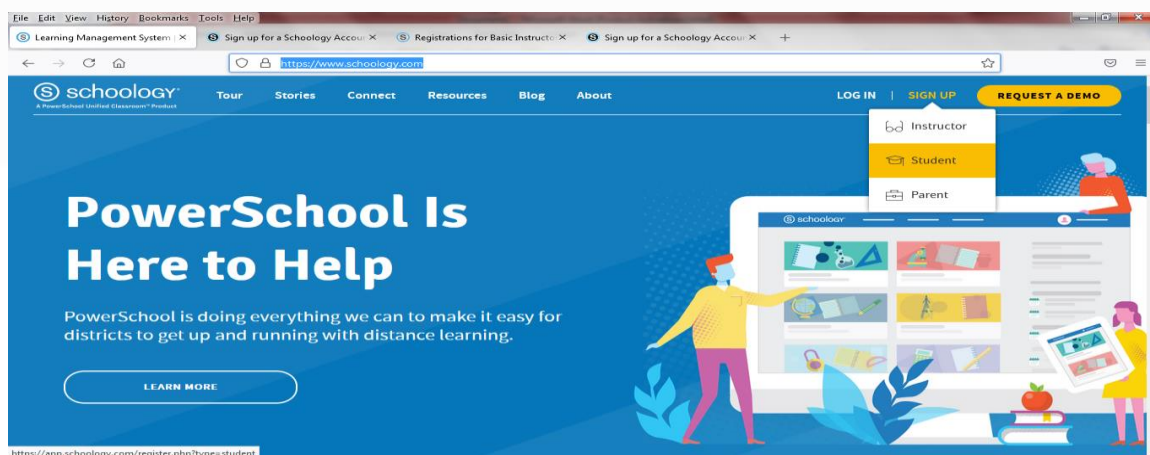 File Edit View History Bookmarks Tools Help
Learning Management System | Sign up for a Schoology Accou Registrations for Basic Instructo Sign up for a Schoology Accou
https://www.schoology.com
schoology
A PowerSchool Unified Classroom™ Product
Tour Stories Connect Resources Blog About LOG IN | SIGN UP REQUEST A DEMO
Instructor
Student
Parent
PowerSchool Is
Here to Help
PowerSchool is doing everything we can to make it easy for
districts to get up and running with distance learning.
LEARN MORE
schoology
https://app.schoology.com/register.php?type=student